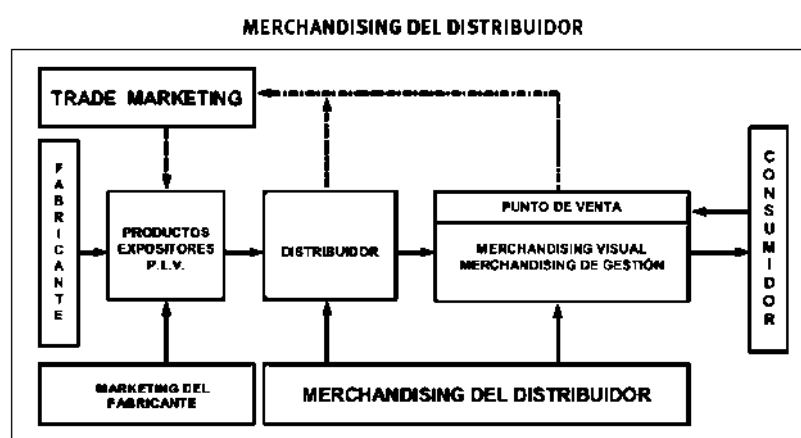 MERCHANDISING DEL DISTRIBUIDOR
TRADE MARKETING
FABRICANTE
PRODUCTOS
EXPOSITORES
P.L.V.
DISTRIBUIDOR
PUNTO DE VENTA
MERCHANDISING VISUAL
MERCHANDISING DE GESTIÓN
CONSUMIDOR
MARKETING DEL
FABRICANTE
MERCHANDISING DEL DISTRIBUIDOR